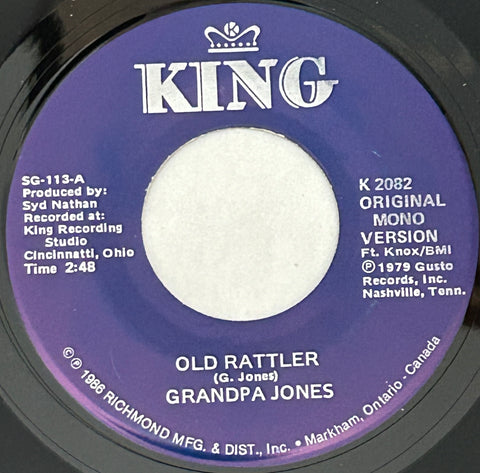 K
KING
SG-113-A
Produced by:
Syd Nathan
Recorded at:
King Recording
Studio
Cincinnatti, Ohio
Time 2:48
K 2082
ORIGINAL
MONO
VERSION
Ft. Knox/BMI
Ⓟ 1979 Gusto
Records, Inc.
Nashville, Tenn.
OLD RATTLER
(G. Jones)
GRANDPA JONES
© Ⓟ 1986 RICHMOND MFG. & DIST., Inc. • Markham, Ontario - Canada